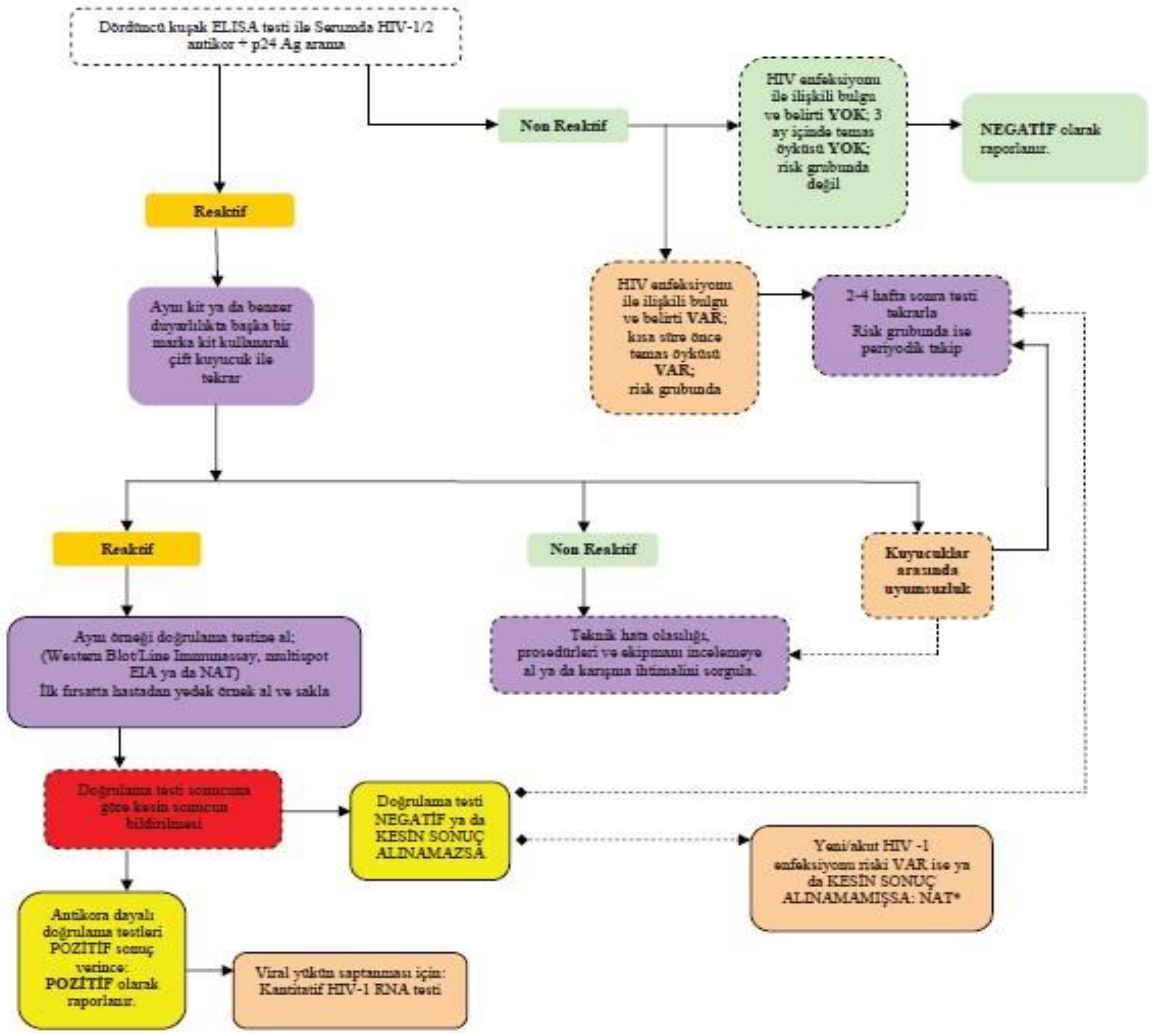 Dördüncü kuşak ELISA testi ile Serumda HIV-1/2
antikor + p24 Ag arama
Non Reaktif
HIV enfeksiyonu
ile ilişkili bulgu
ve belirti YOK; 3
ay içinde temas
öyküsü YOK;
risk grubunda
değil
NEGATİF olarak
raporlanır.
Reaktif
Aynı kit ya da benzer
duyarlılıkta başka bir
marka kit kullanarak
çift kuyucuk ile
tekrar
HIV enfeksiyonu
ile ilişkili bulgu
ve belirti VAR;
kısa süre önce
temas öyküsü
VAR;
risk grubunda
2-4 hafta sonra testi
tekrarla
Risk grubunda ise
periyodik takip
Reaktif
Non Reaktif
Kuyucuklar
arasında
uyumsuzluk
Aynı örneği doğrulama testine al;
(Western Blot/Line Immunassay, multispot
EIA ya da NAT)
İlk fırsatta hastadan yedek örnek al ve sakla
Teknik hata olasılığı,
prosedürleri ve ekipmanı incelemeye
al ya da karışma ihtimalini sorgula.
Doğrulama testi sonucuna
göre kesin sonucun
bildirilmesi
Doğrulama testi
NEGATİF ya da
KESİN SONUÇ
ALINAMAZSA
Yeni/akut HIV -1
enfeksiyonu riski VAR ise ya
da KESİN SONUÇ
ALINAMAMIŞSA: NAT*
Antikora dayalı
doğrulama testleri
POZİTİF sonuç
verince:
POZİTİF olarak
raporlanır.
Viral yükün saptanması için:
Kantitatif HIV-1 RNA testi